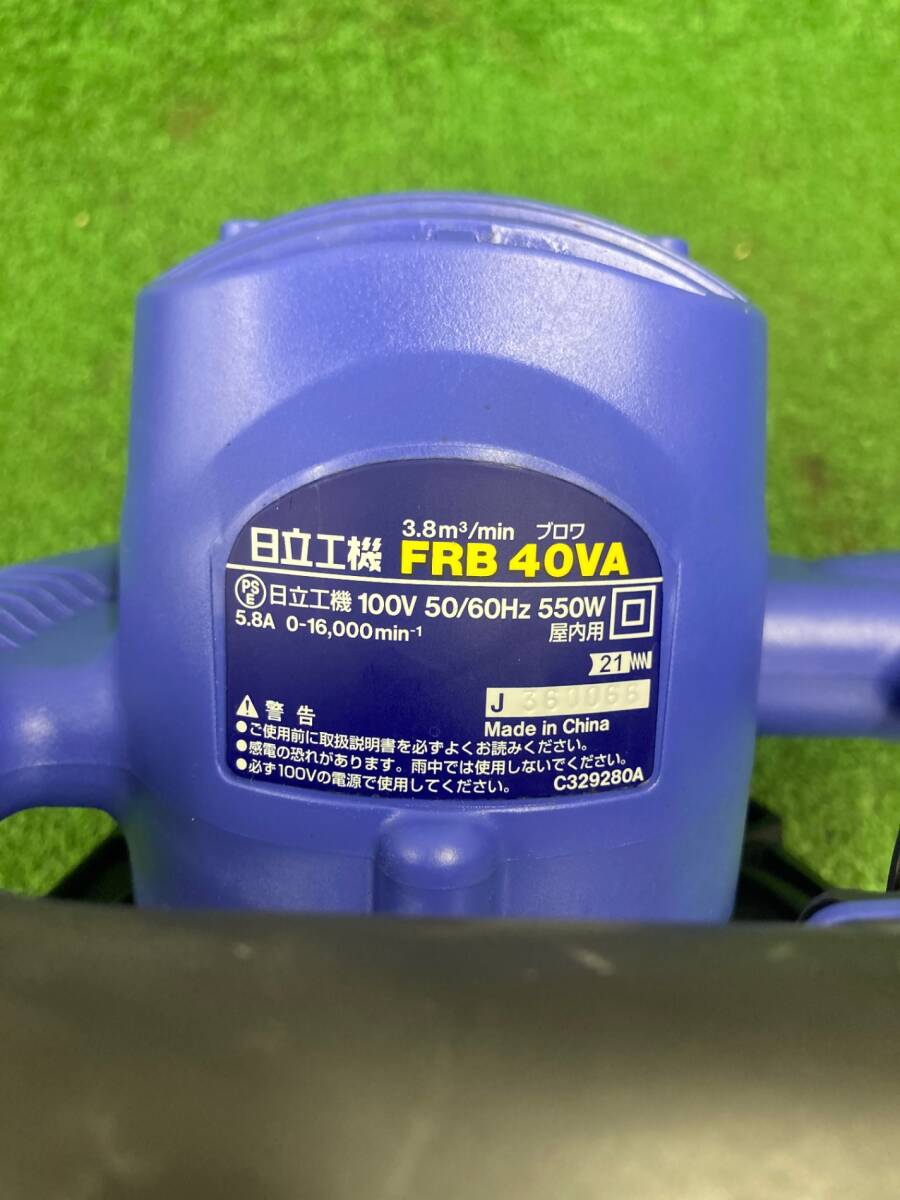 3.8m³/min ブロワ
日立工機 FRB 40VA
PSE 日立工機 100V 50/60Hz 550W
5.8A 0-16,000min⁻¹ 屋内用
21
J 360066
Made in China
警告
●ご使用前に取扱説明書を必ずよくお読みください。
●感電の恐れがあります。雨中では使用しないでください。
●必ず100Vの電源で使用してください。 C329280A